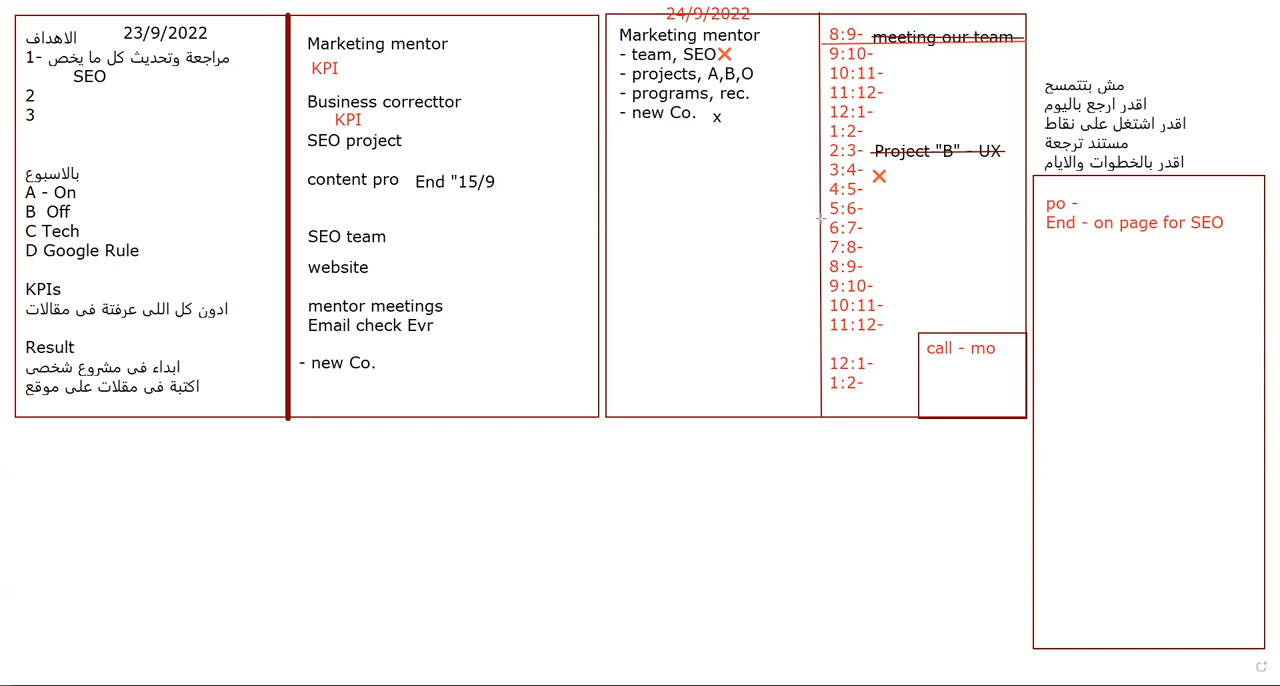 23/9/2022
الاهداف
1- مراجعة وتحديث كل ما يخص
SEO
2
3
بالاسبوع
A - On
B Off
C Tech
D Google Rule
KPIs
ادون كل اللى عرفتة فى مقالات
Result
ابداء فى مشروع شخصى
اكتبة فى مقلات على موقع
Marketing mentor
KPI
Business correcttor
KPI
SEO project
content pro End "15/9
SEO team
website
mentor meetings
Email check Evr
- new Co.
24/9/2022
Marketing mentor
- team, SEO❌
- projects, A,B,O
- programs, rec.
- new Co. x
8:9- meeting our team
9:10-
10:11-
11:12-
12:1-
1:2-
2:3- Project "B" - UX
3:4- ❌
4:5-
5:6-
6:7-
7:8-
8:9-
9:10-
10:11-
11:12-
12:1-
1:2-
call - mo
مش بتتمسح
اقدر ارجع باليوم
اقدر اشتغل على نقاط
مستند ترجعة
اقدر بالخطوات والايام
po -
End - on page for SEO